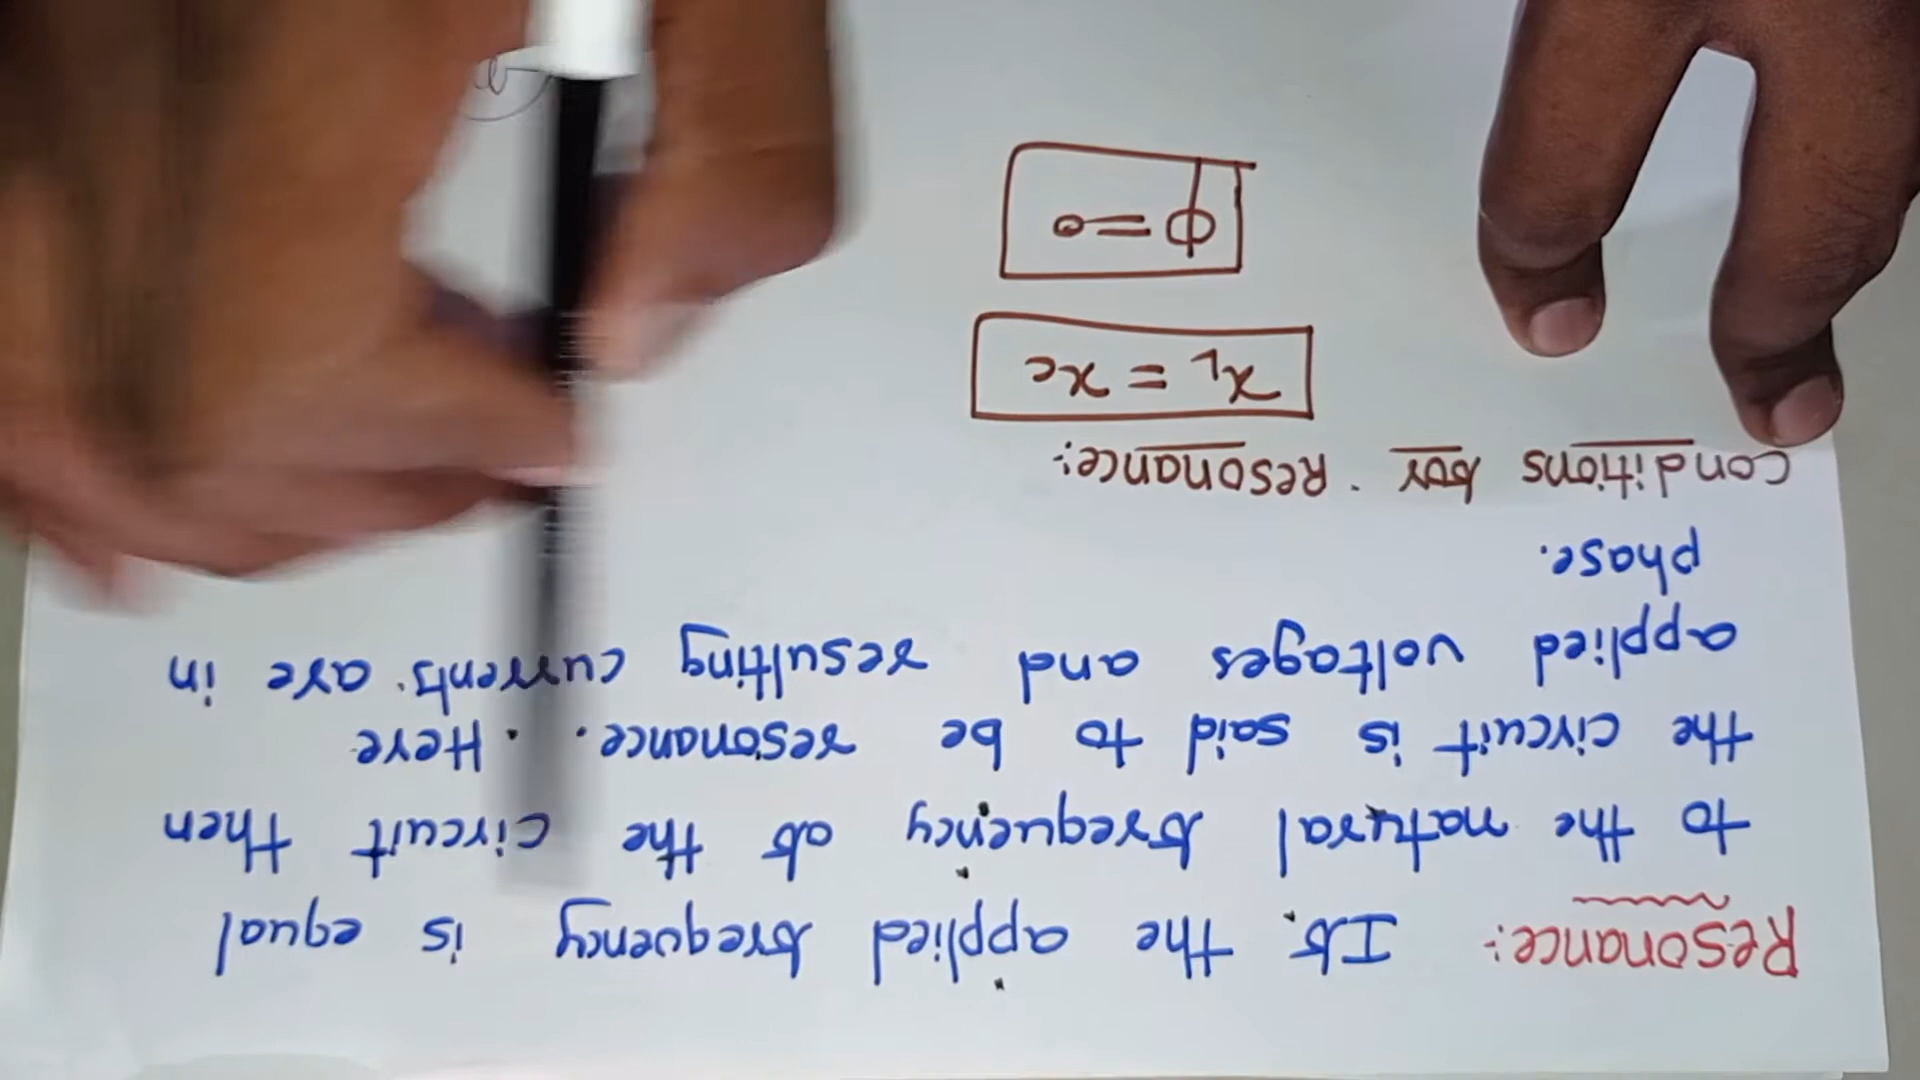 Resonance:- If the applied frequency is equal
to the natural frequency of the circuit then
the circuit is said to be resonance. Here
applied voltages and resulting currents are in
phase.
Conditions for Resonance:-
XL = XC
ϕ = 0